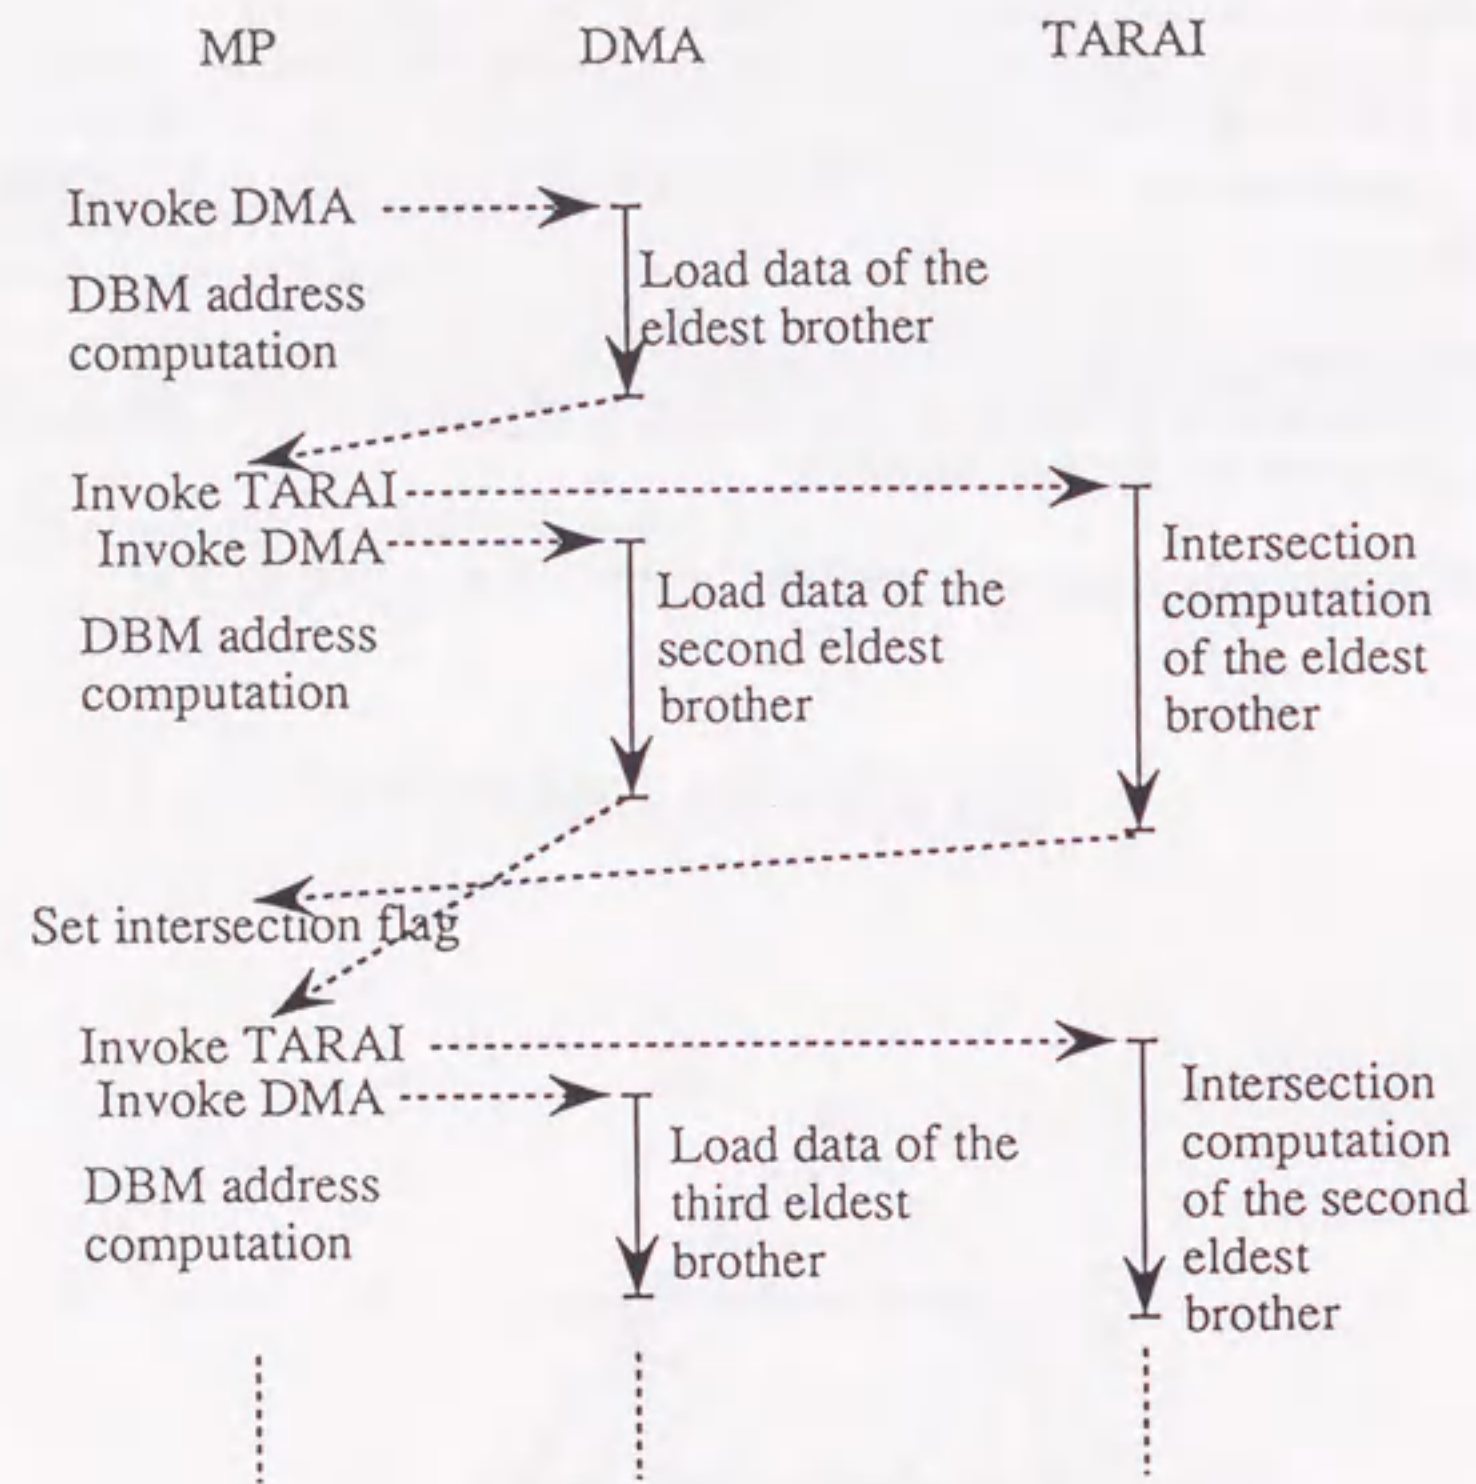 MP DMA TARAI
Invoke DMA
Load data of the
eldest brother
DBM address
computation
Invoke TARAI
Invoke DMA
Load data of the
second eldest
brother
Intersection
computation
of the eldest
brother
DBM address
computation
Set intersection flag
Invoke TARAI
Invoke DMA
Load data of the
third eldest
brother
Intersection
computation
of the second
eldest
brother
DBM address
computation